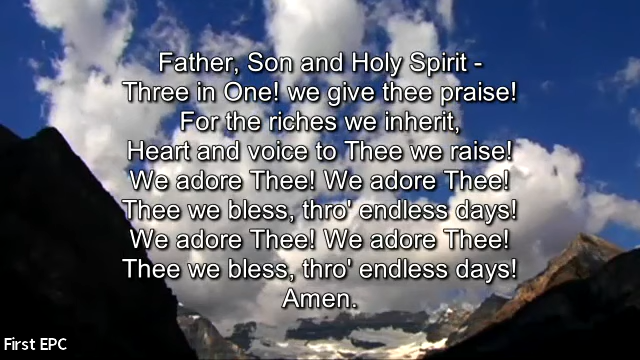 Father, Son and Holy Spirit -
Three in One! we give thee praise!
For the riches we inherit,
Heart and voice to Thee we raise!
We adore Thee! We adore Thee!
Thee we bless, thro' endless days!
We adore Thee! We adore Thee!
Thee we bless, thro' endless days!
Amen.
First EPC